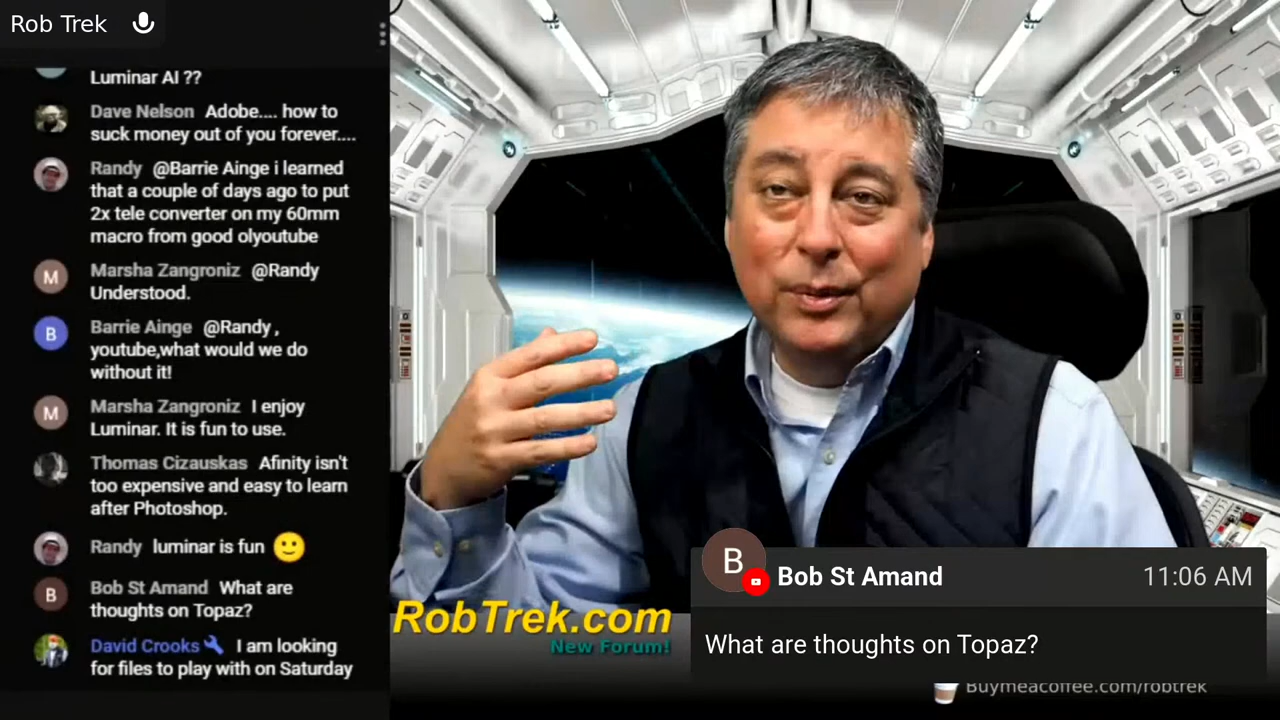 Rob Trek
Luminar AI ??
Dave Nelson Adobe.... how to
suck money out of you forever....
Randy @Barrie Ainge i learned
that a couple of days ago to put
2x tele converter on my 60mm
macro from good olyoutube
M Marsha Zangroniz @Randy
Understood.
B Barrie Ainge @Randy ,
youtube,what would we do
without it!
M Marsha Zangroniz I enjoy
Luminar. It is fun to use.
Thomas Cizauskas Afinity isn't
too expensive and easy to learn
after Photoshop.
Randy luminar is fun 🙂
B Bob St Amand What are
thoughts on Topaz?
David Crooks I am looking
for files to play with on Saturday
RobTrek.com
New Forum!
B Bob St Amand 11:06 AM
What are thoughts on Topaz?
Buymeacoffee.com/robtrek